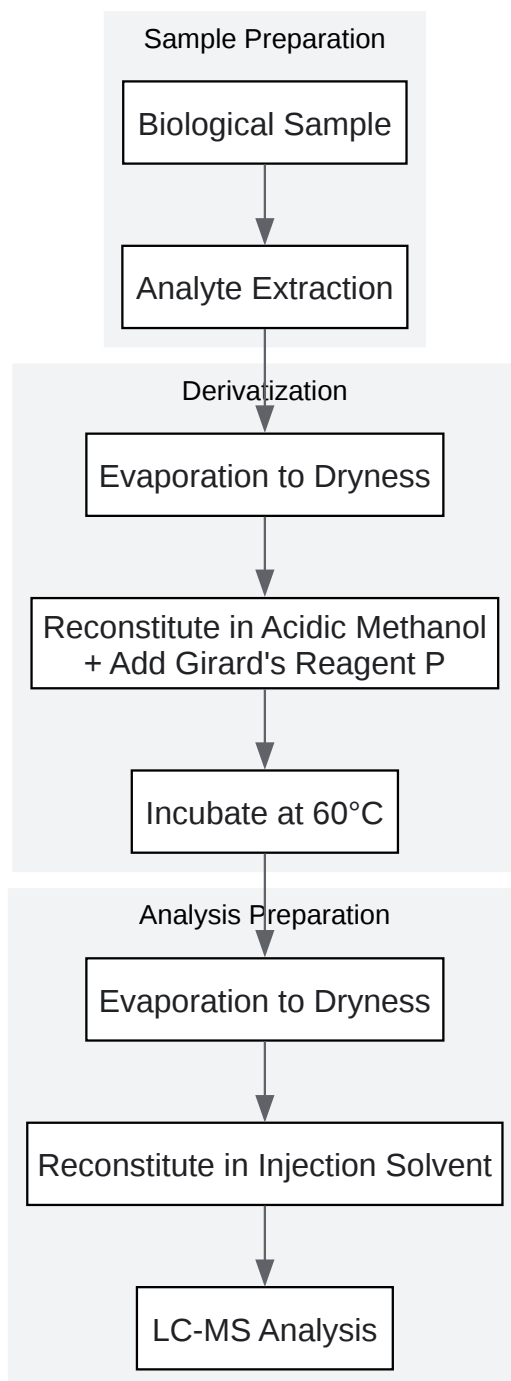 Sample Preparation
Biological Sample
Analyte Extraction
Derivatization
Evaporation to Dryness
Reconstitute in Acidic Methanol
+ Add Girard's Reagent P
Incubate at 60°C
Analysis Preparation
Evaporation to Dryness
Reconstitute in Injection Solvent
LC-MS Analysis